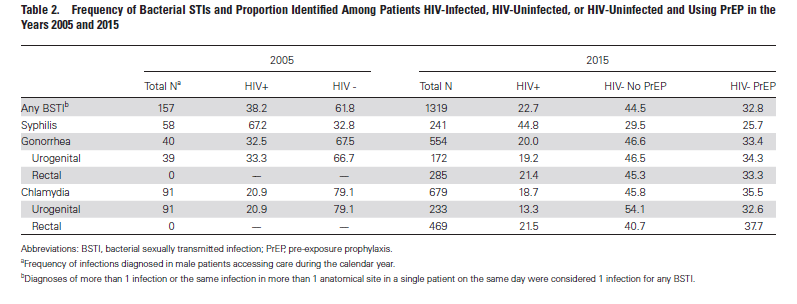 Table 2. Frequency of Bacterial STIs and Proportion Identified Among Patients HIV-Infected, HIV-Uninfected, or HIV-Uninfected and Using PrEP in the
Years 2005 and 2015
2005 2015
Total Nᵃ HIV+ HIV - Total N HIV+ HIV- No PrEP HIV- PrEP
Any BSTIᵇ 157 38.2 61.8 1319 22.7 44.5 32.8
Syphilis 58 67.2 32.8 241 44.8 29.5 25.7
Gonorrhea 40 32.5 67.5 554 20.0 46.6 33.4
Urogenital 39 33.3 66.7 172 19.2 46.5 34.3
Rectal 0 — — 285 21.4 45.3 33.3
Chlamydia 91 20.9 79.1 679 18.7 45.8 35.5
Urogenital 91 20.9 79.1 233 13.3 54.1 32.6
Rectal 0 — — 469 21.5 40.7 37.7
Abbreviations: BSTI, bacterial sexually transmitted infection; PrEP, pre-exposure prophylaxis.
ᵃFrequency of infections diagnosed in male patients accessing care during the calendar year.
ᵇDiagnoses of more than 1 infection or the same infection in more than 1 anatomical site in a single patient on the same day were considered 1 infection for any BSTI.